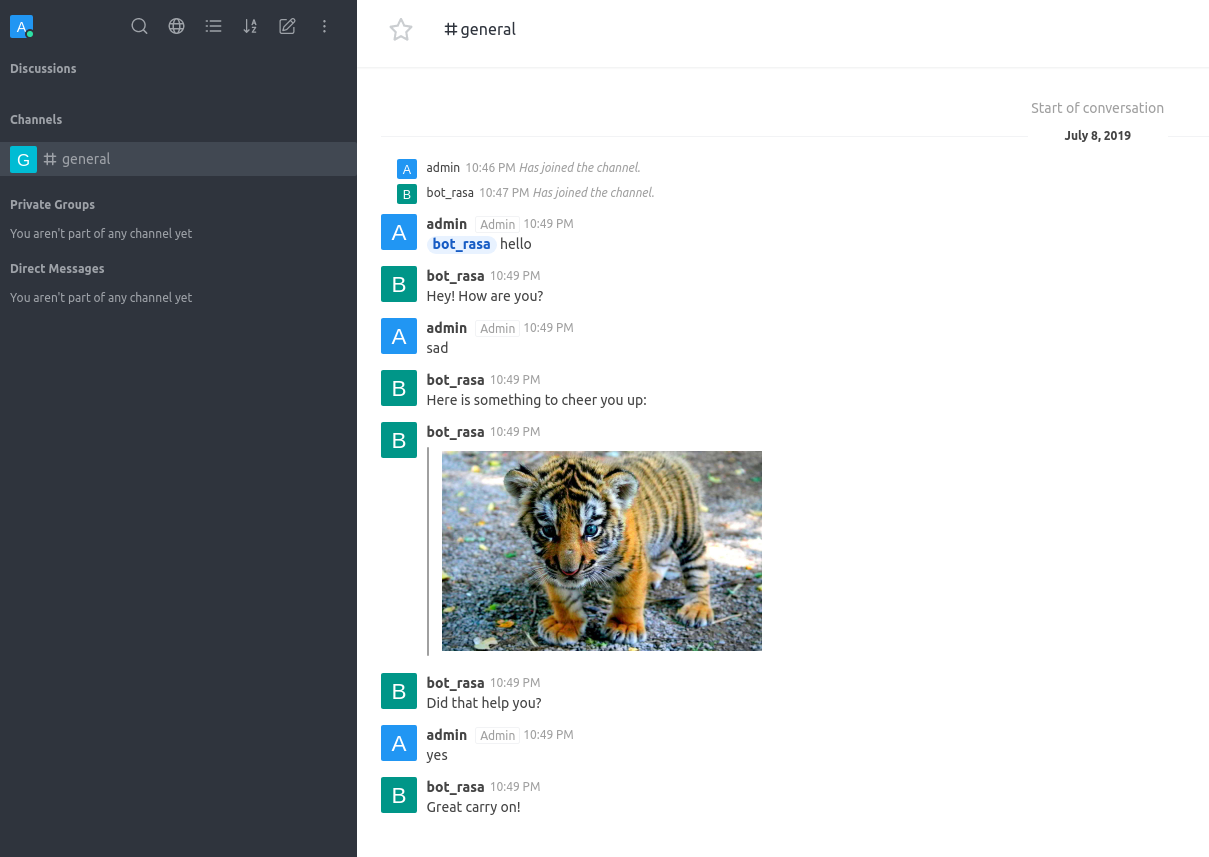 A
Discussions
Channels
G # general
Private Groups
You aren't part of any channel yet
Direct Messages
You aren't part of any channel yet
# general
Start of conversation
July 8, 2019
A admin 10:46 PM Has joined the channel.
B bot_rasa 10:47 PM Has joined the channel.
A admin Admin 10:49 PM
bot_rasa hello
B bot_rasa 10:49 PM
Hey! How are you?
A admin Admin 10:49 PM
sad
B bot_rasa 10:49 PM
Here is something to cheer you up:
B bot_rasa 10:49 PM
B bot_rasa 10:49 PM
Did that help you?
A admin Admin 10:49 PM
yes
B bot_rasa 10:49 PM
Great carry on!